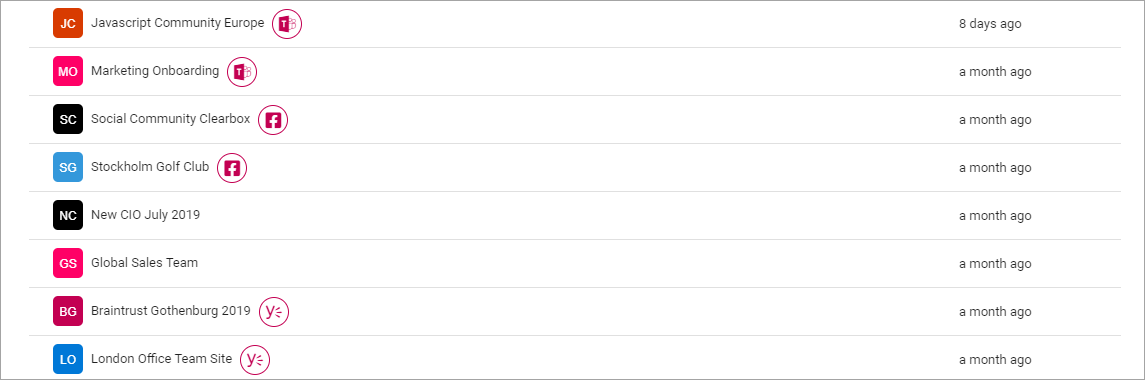 JC Javascript Community Europe 8 days ago
MO Marketing Onboarding a month ago
SC Social Community Clearbox a month ago
SG Stockholm Golf Club a month ago
NC New CIO July 2019 a month ago
GS Global Sales Team a month ago
BG Braintrust Gothenburg 2019 a month ago
LO London Office Team Site a month ago